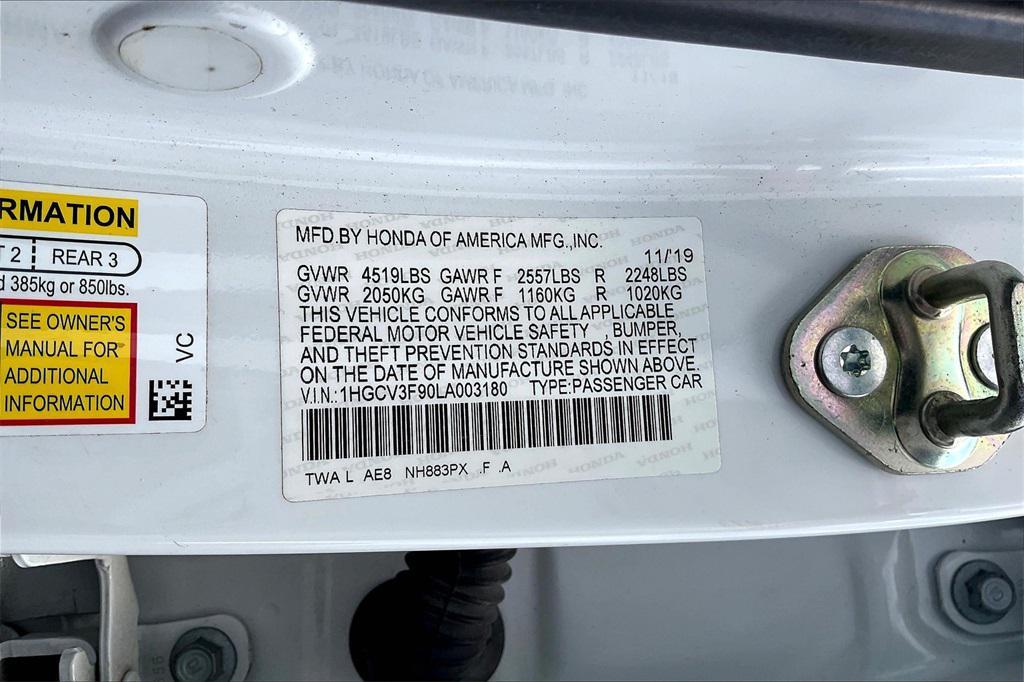 RMATION
T 2 REAR 3
d 385kg or 850lbs.
SEE OWNER'S
MANUAL FOR
ADDITIONAL
INFORMATION
VC
MFD.BY HONDA OF AMERICA MFG.,INC.
11/'19
GVWR 4519LBS GAWR F 2557LBS R 2248LBS
GVWR 2050KG GAWR F 1160KG R 1020KG
THIS VEHICLE CONFORMS TO ALL APPLICABLE
FEDERAL MOTOR VEHICLE SAFETY , BUMPER,
AND THEFT PREVENTION STANDARDS IN EFFECT
ON THE DATE OF MANUFACTURE SHOWN ABOVE.
V.I.N.: 1HGCV3F90LA003180 TYPE:PASSENGER CAR
TWA L AE8 NH883PX .F .A